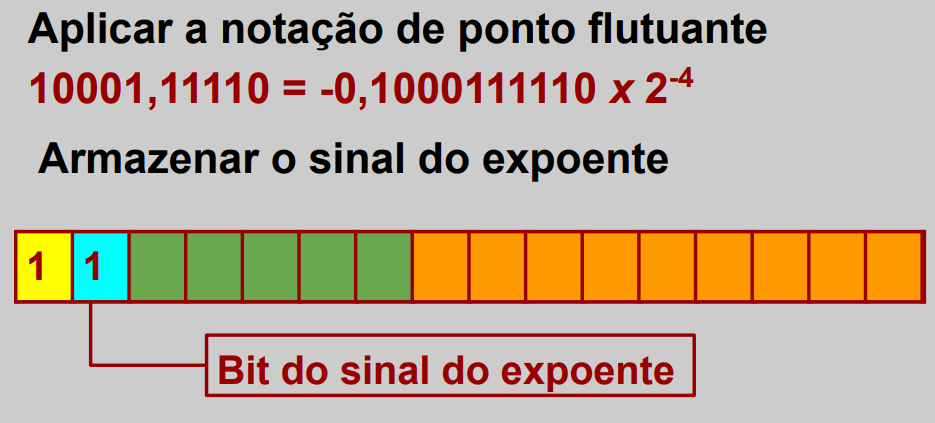 Aplicar a notação de ponto flutuante
10001,11110 = -0,1000111110 x 2⁻⁴
Armazenar o sinal do expoente
1 1
Bit do sinal do expoente